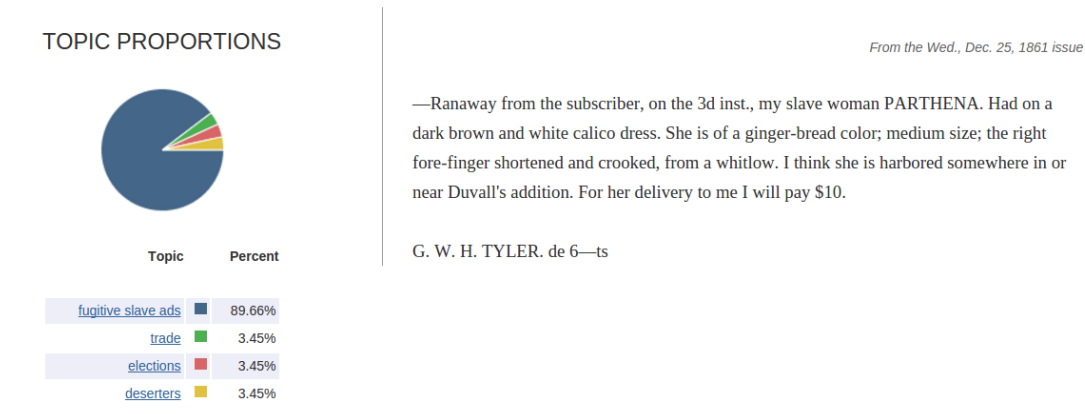 TOPIC PROPORTIONS
Topic Percent
fugitive slave ads 89.66%
trade 3.45%
elections 3.45%
deserters 3.45%
From the Wed., Dec. 25, 1861 issue
—Ranaway from the subscriber, on the 3d inst., my slave woman PARTHENA. Had on a
dark brown and white calico dress. She is of a ginger-bread color; medium size; the right
fore-finger shortened and crooked, from a whitlow. I think she is harbored somewhere in or
near Duvall's addition. For her delivery to me I will pay $10.
G. W. H. TYLER. de 6—ts